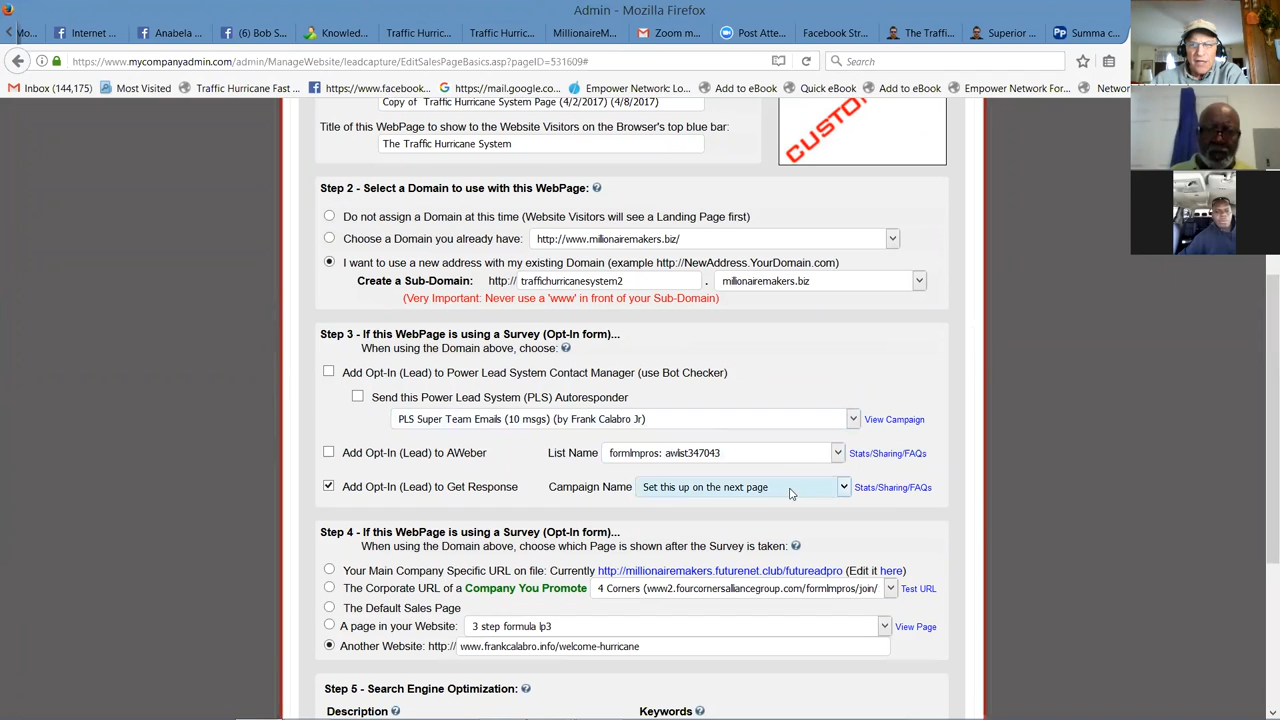 Admin - Mozilla Firefox
Mo...
Internet ...
Anabela ...
(6) Bob S...
Knowled...
Traffic Hurric...
Traffic Hurric...
MillionaireM...
Zoom m...
Post Atte...
Facebook Str...
The Traffi...
Superior ...
Summa c...
https://www.mycompanyadmin.com/admin/ManageWebsite/leadcapture/EditSalesPageBasics.asp?pageID=531609#
Search
Inbox (144,175)
Most Visited
Traffic Hurricane Fast ...
https://www.facebook...
https://mail.google.co...
Empower Network: Lo...
Add to eBook
Quick eBook
Add to eBook
Empower Network For...
Networ
Copy of Traffic Hurricane System Page (4/2/2017) (4/8/2017)
CUSTO
Title of this WebPage to show to the Website Visitors on the Browser's top blue bar:
The Traffic Hurricane System
Step 2 - Select a Domain to use with this WebPage:
Do not assign a Domain at this time (Website Visitors will see a Landing Page first)
Choose a Domain you already have: http://www.millionairemakers.biz/
I want to use a new address with my existing Domain (example http://NewAddress.YourDomain.com)
Create a Sub-Domain: http:// traffichurricanesystem2 . millionairemakers.biz
(Very Important: Never use a 'www' in front of your Sub-Domain)
Step 3 - If this WebPage is using a Survey (Opt-In form)...
When using the Domain above, choose:
Add Opt-In (Lead) to Power Lead System Contact Manager (use Bot Checker)
Send this Power Lead System (PLS) Autoresponder
PLS Super Team Emails (10 msgs) (by Frank Calabro Jr) View Campaign
Add Opt-In (Lead) to AWeber List Name formlmpros: awlist347043 Stats/Sharing/FAQs
Add Opt-In (Lead) to Get Response Campaign Name Set this up on the next page Stats/Sharing/FAQs
Step 4 - If this WebPage is using a Survey (Opt-In form)...
When using the Domain above, choose which Page is shown after the Survey is taken:
Your Main Company Specific URL on file: Currently http://millionairemakers.futurenet.club/futureadpro (Edit it here)
The Corporate URL of a Company You Promote 4 Corners (www2.fourcornersalliancegroup.com/formlmpros/join/ Test URL
The Default Sales Page
A page in your Website: 3 step formula lp3 View Page
Another Website: http:// www.frankcalabro.info/welcome-hurricane
Step 5 - Search Engine Optimization:
Description Keywords